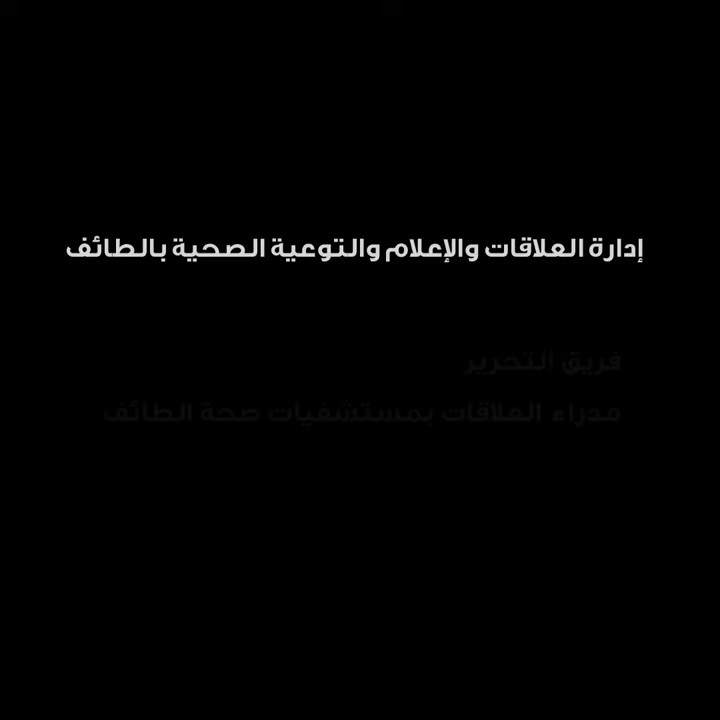 إدارة العلاقات والإعلام والتوعية الصحية بالطائف
فريق التحرير
مدراء العلاقات بمستشفيات صحة الطائف